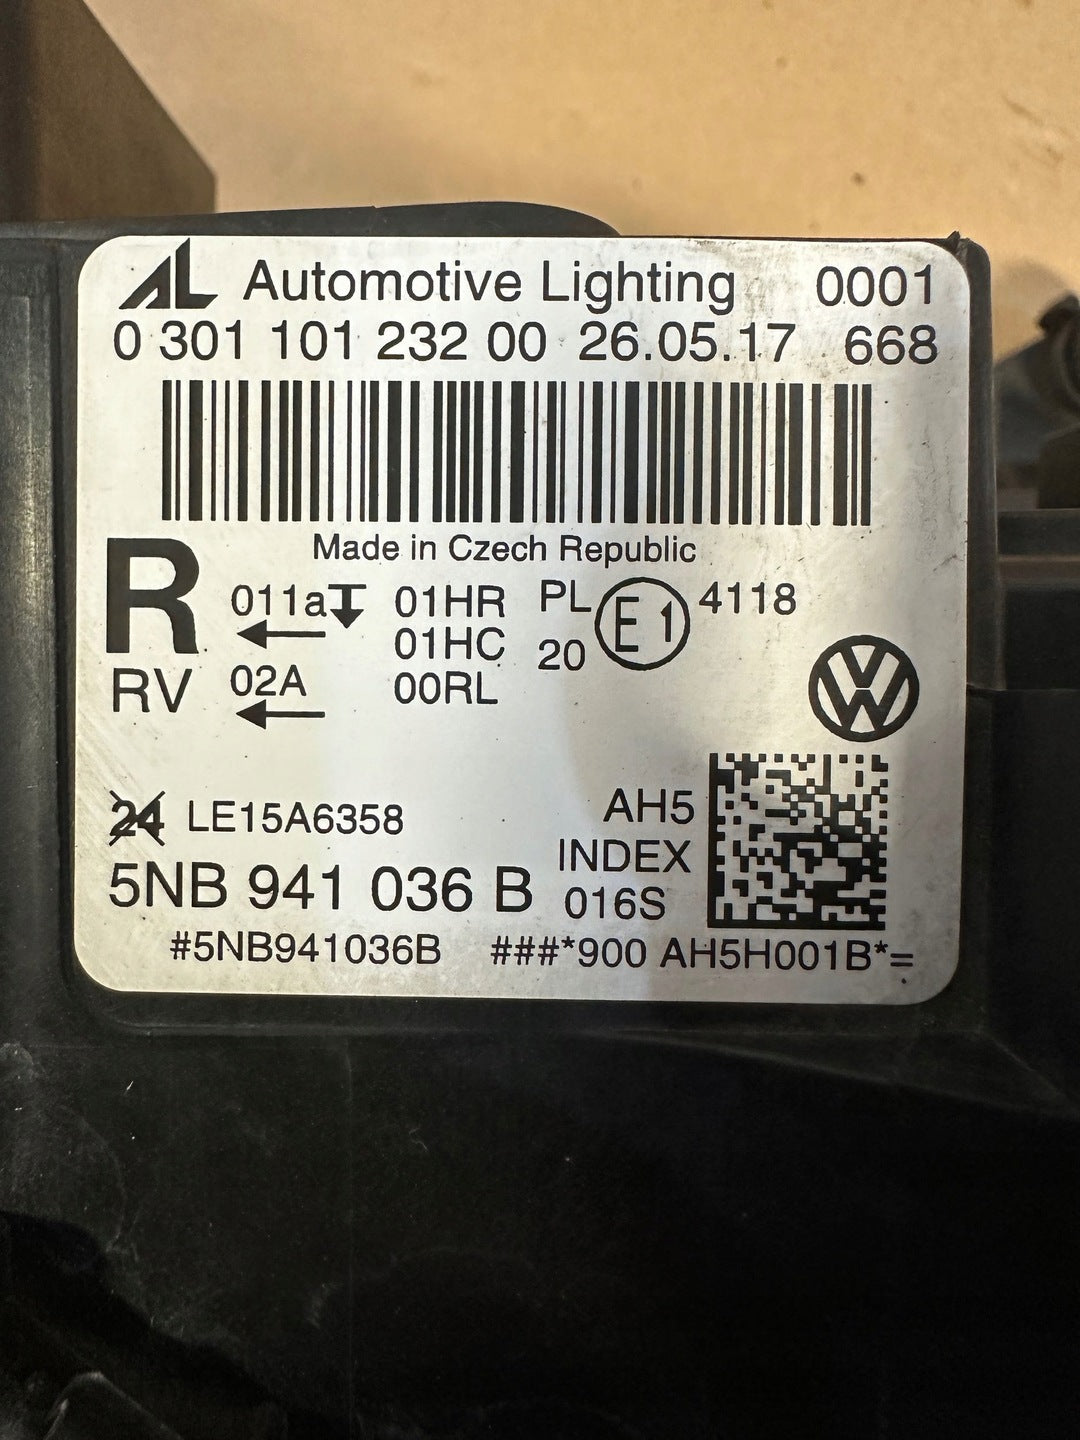 AL Automotive Lighting 0001
0 301 101 232 00 26.05.17 668
Made in Czech Republic
R 011a 01HR PL E1 4118
01HC 20
RV 02A 00RL
24 LE15A6358 AH5
INDEX
5NB 941 036 B 016S
#5NB941036B ###*900 AH5H001B*=